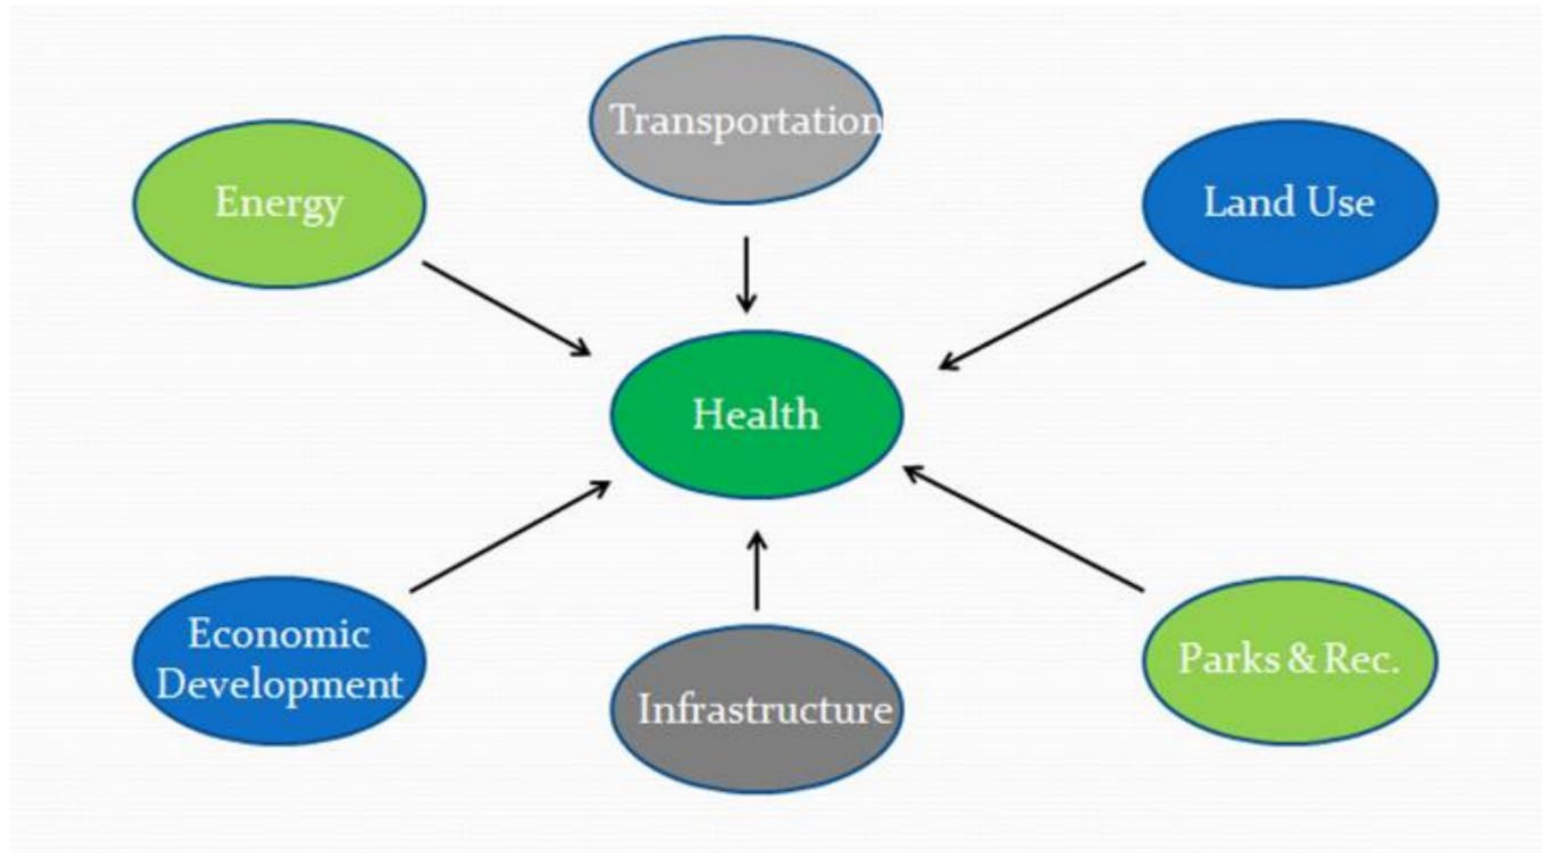 Transportation
Energy
Land Use
Health
Economic
Development
Infrastructure
Parks & Rec.